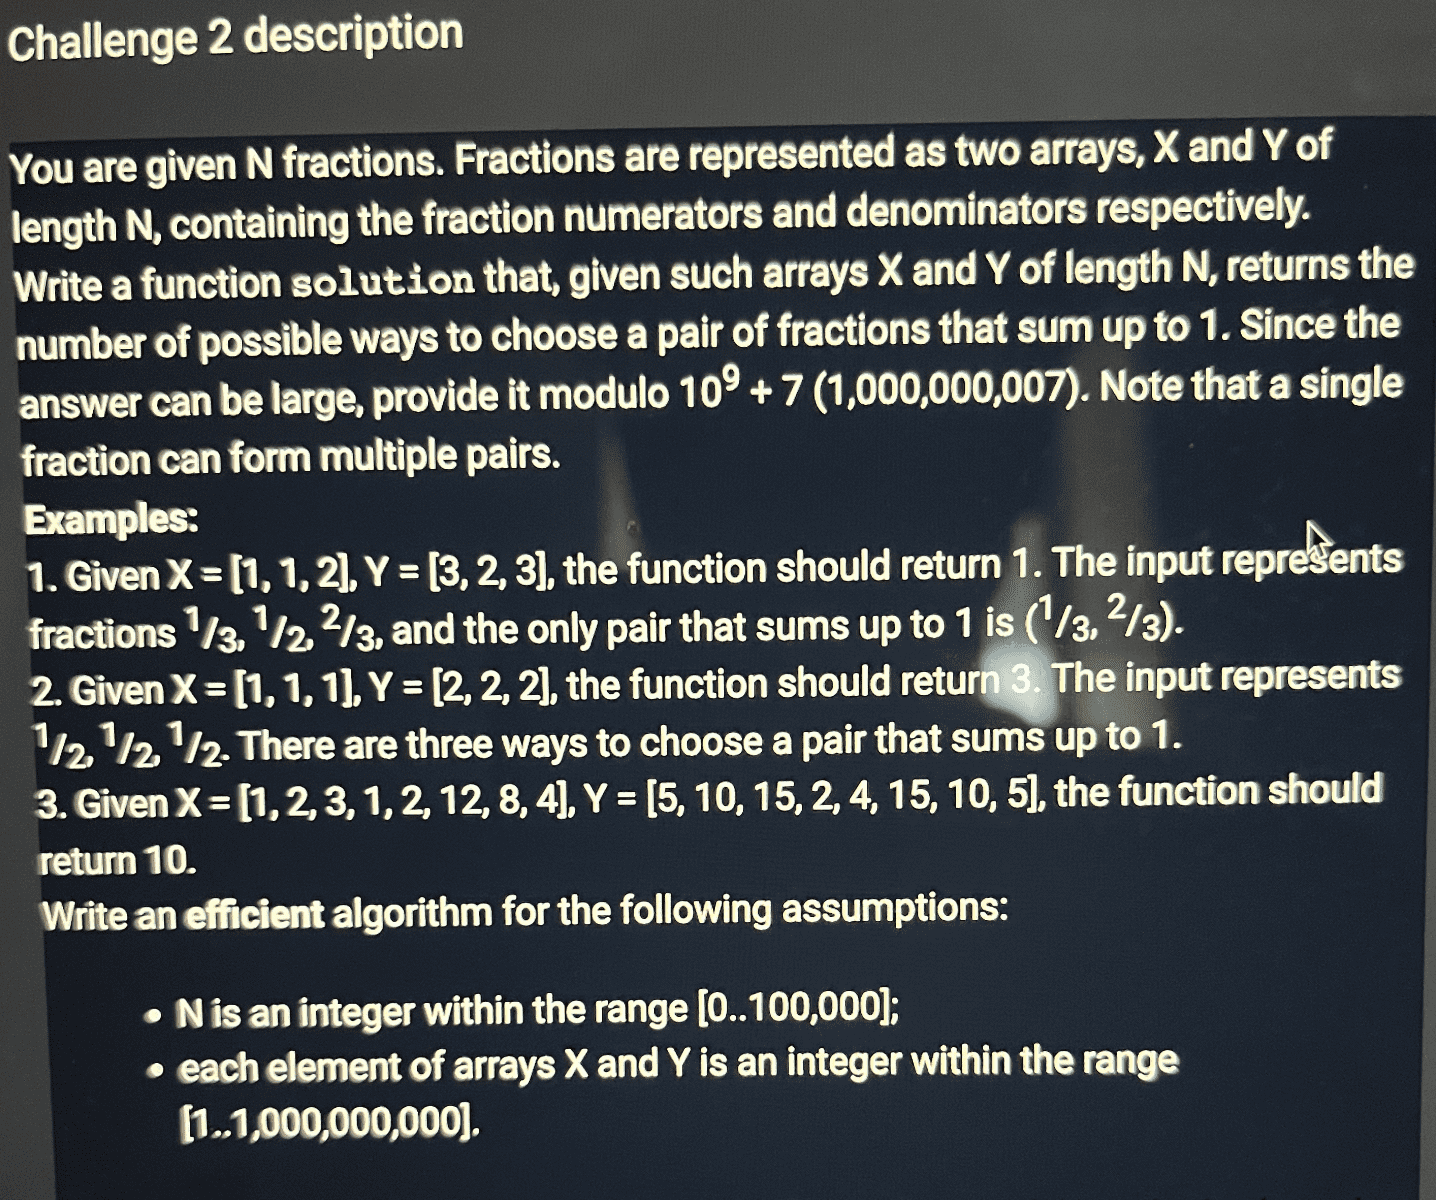 Challenge 2 description
You are given N fractions. Fractions are represented as two arrays, X and Y of
length N, containing the fraction numerators and denominators respectively.
Write a function solution that, given such arrays X and Y of length N, returns the
number of possible ways to choose a pair of fractions that sum up to 1. Since the
answer can be large, provide it modulo 10⁹ + 7 (1,000,000,007). Note that a single
fraction can form multiple pairs.
Examples:
1. Given X = [1, 1, 2], Y = [3, 2, 3], the function should return 1. The input represents
fractions ¹/₃, ¹/₂, ²/₃, and the only pair that sums up to 1 is (¹/₃, ²/₃).
2. Given X = [1, 1, 1], Y = [2, 2, 2], the function should return 3. The input represents
¹/₂, ¹/₂, ¹/₂. There are three ways to choose a pair that sums up to 1.
3. Given X = [1, 2, 3, 1, 2, 12, 8, 4], Y = [5, 10, 15, 2, 4, 15, 10, 5], the function should
return 10.
Write an efficient algorithm for the following assumptions:
• N is an integer within the range [0..100,000];
• each element of arrays X and Y is an integer within the range
[1..1,000,000,000].